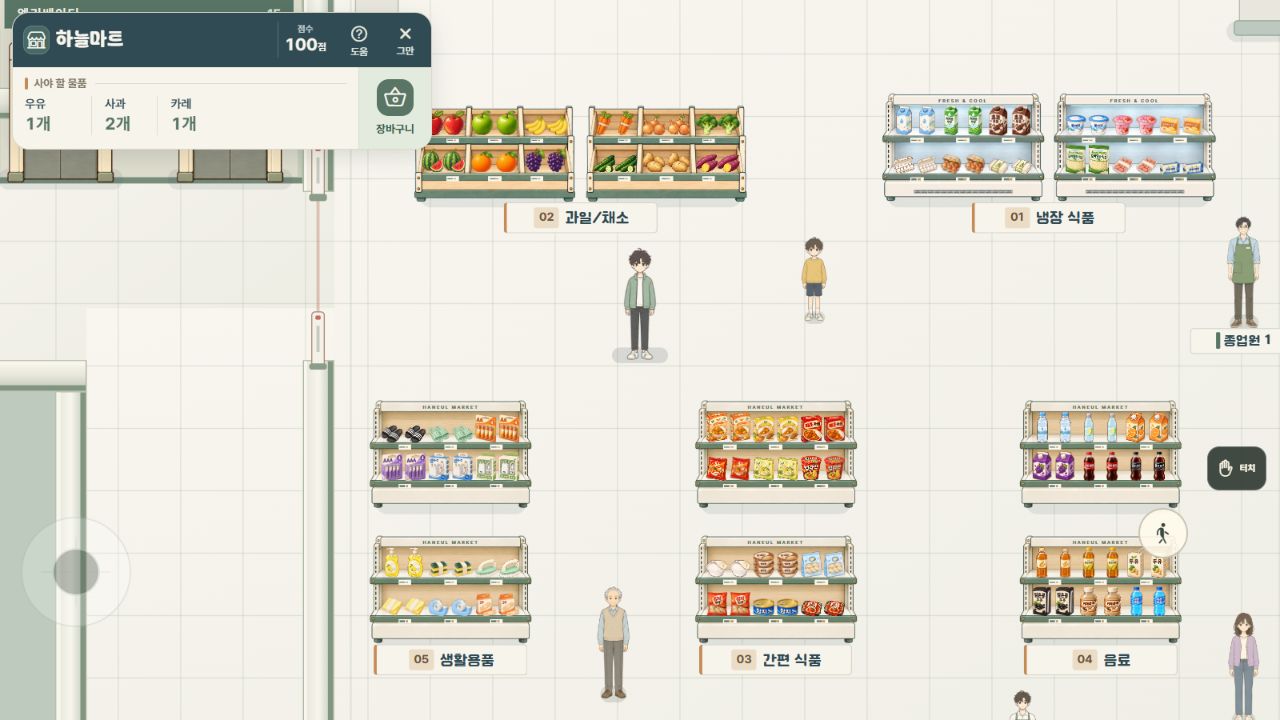 하늘마트
점수
100점
도움
그만
사야 할 물품
우유
1개
사과
2개
카레
1개
장바구니
FRESH & COOL
FRESH & COOL
02 과일/채소
01 냉장 식품
종업원 1
HANEUL MARKET
HANEUL MARKET
HANEUL MARKET
터치
HANEUL MARKET
HANEUL MARKET
HANEUL MARKET
05 생활용품
03 간편 식품
04 음료